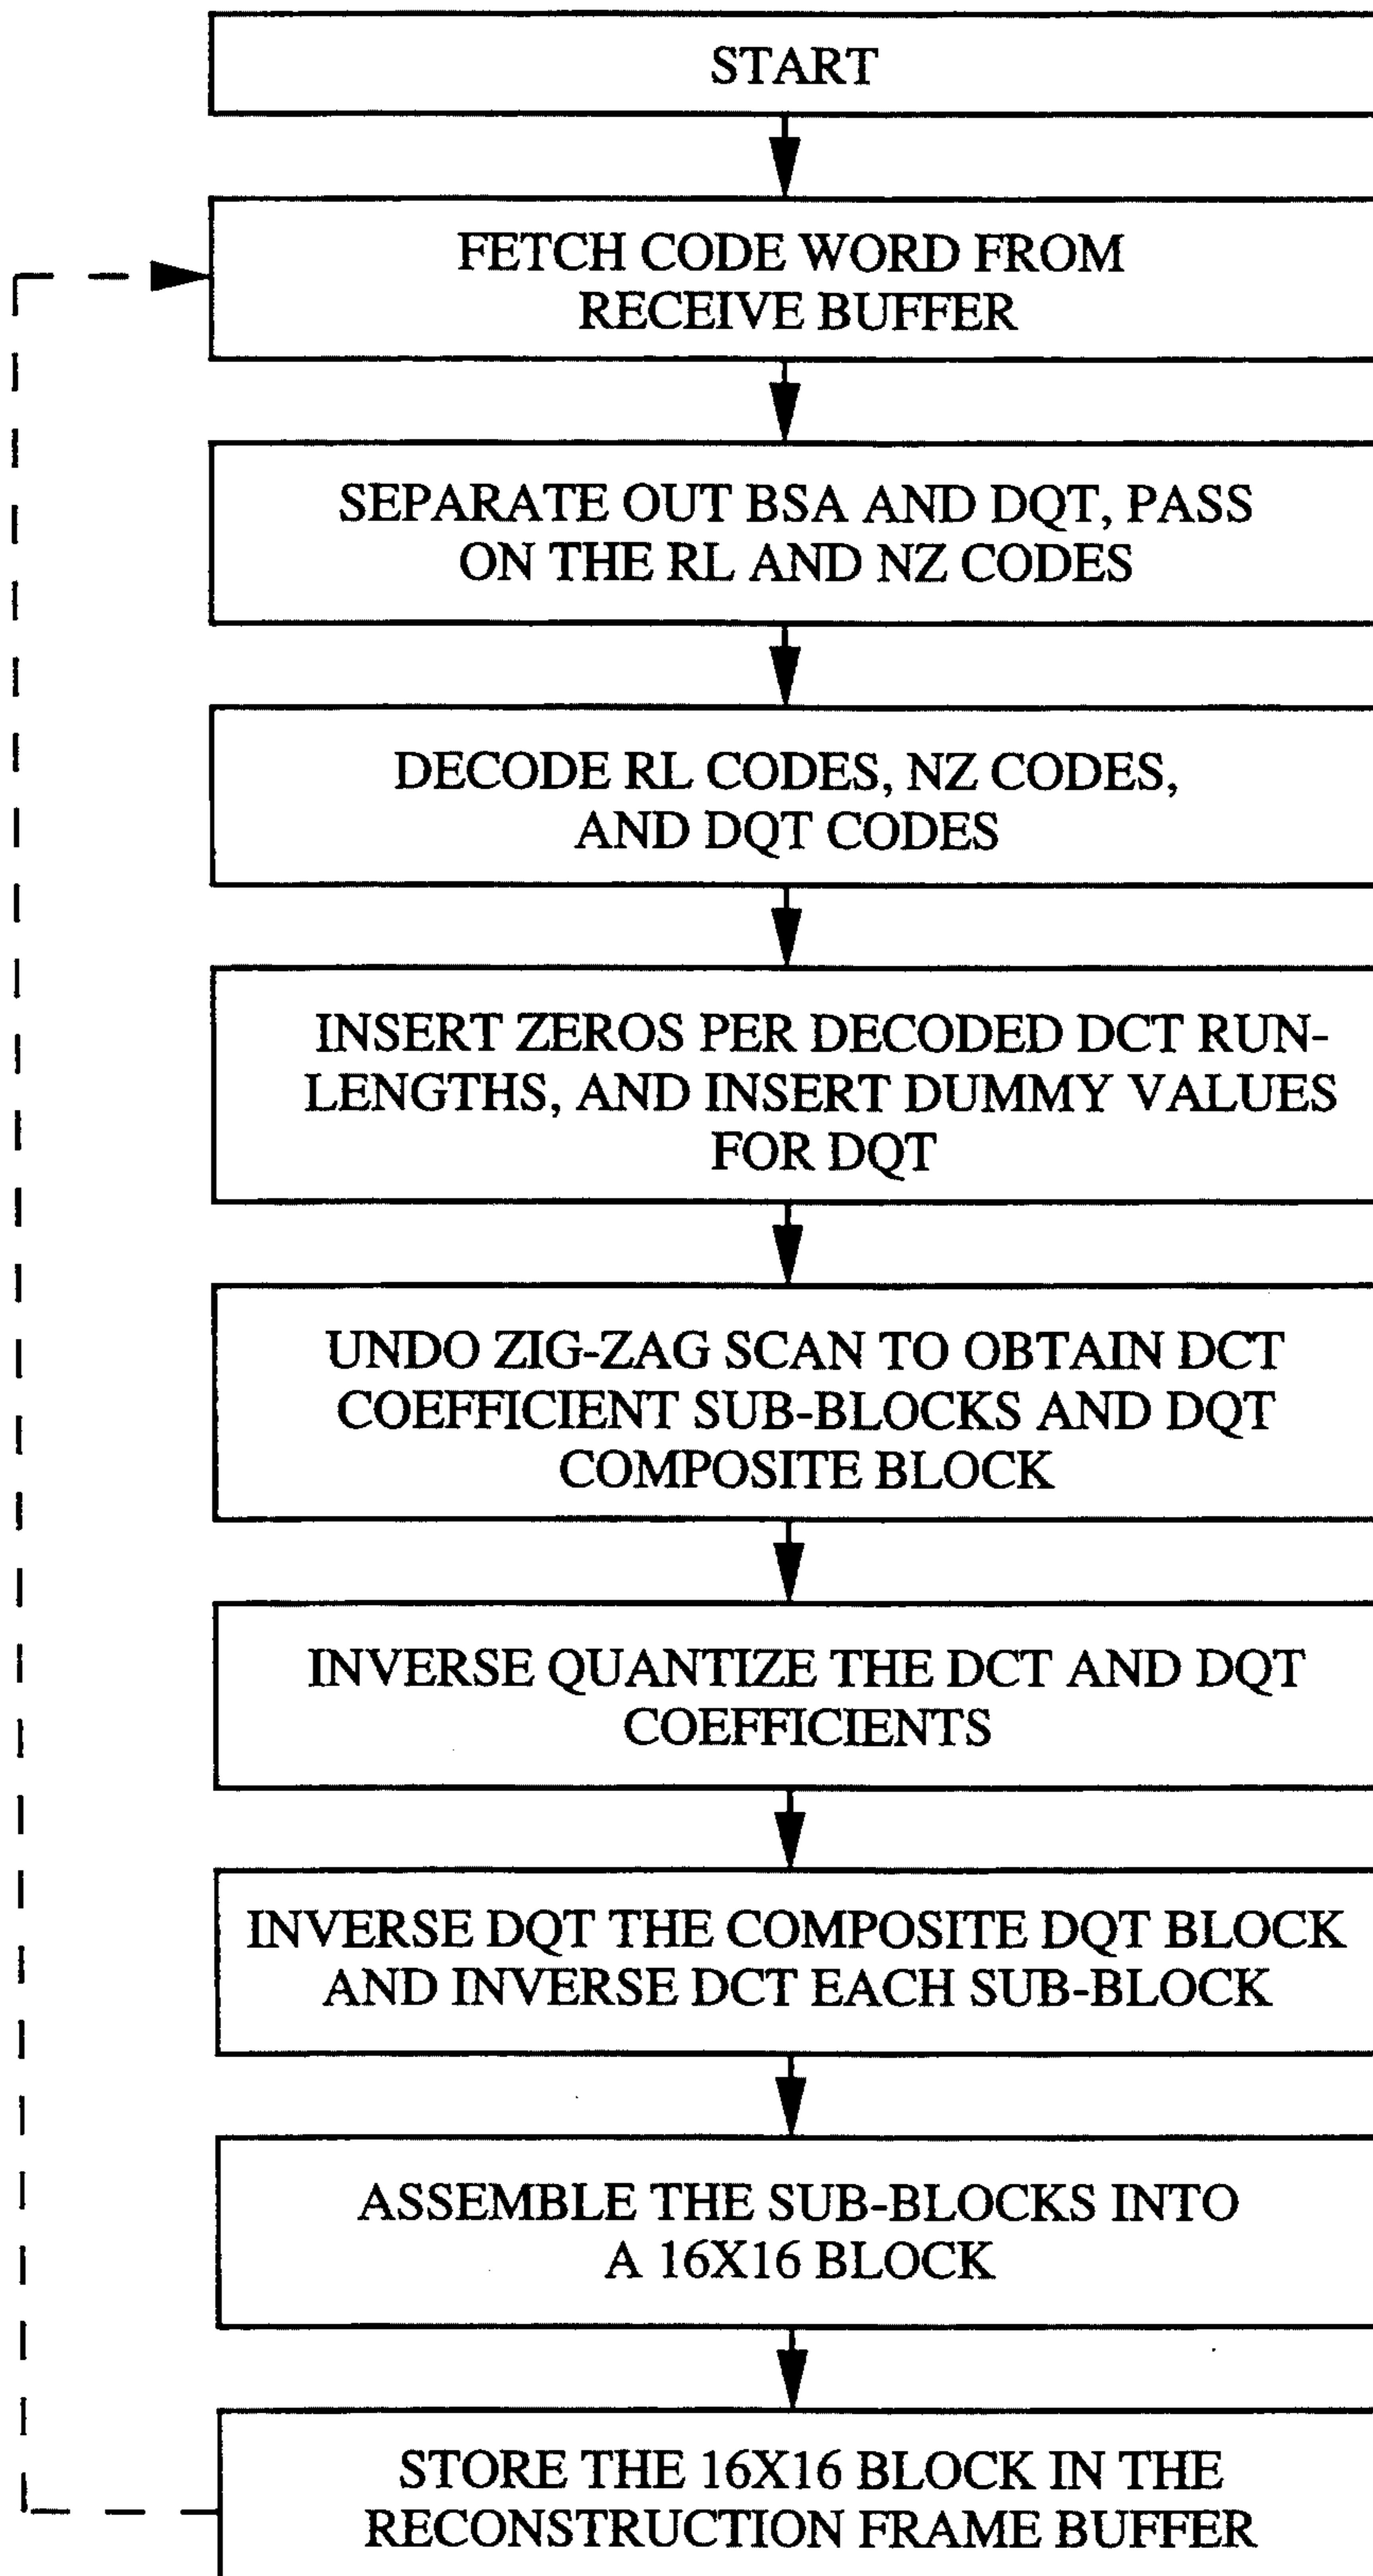 START
FETCH CODE WORD FROM
RECEIVE BUFFER
SEPARATE OUT BSA AND DQT, PASS
ON THE RL AND NZ CODES
DECODE RL CODES, NZ CODES,
AND DQT CODES
INSERT ZEROS PER DECODED DCT RUN-
LENGTHS, AND INSERT DUMMY VALUES
FOR DQT
UNDO ZIG-ZAG SCAN TO OBTAIN DCT
COEFFICIENT SUB-BLOCKS AND DQT
COMPOSITE BLOCK
INVERSE QUANTIZE THE DCT AND DQT
COEFFICIENTS
INVERSE DQT THE COMPOSITE DQT BLOCK
AND INVERSE DCT EACH SUB-BLOCK
ASSEMBLE THE SUB-BLOCKS INTO
A 16X16 BLOCK
STORE THE 16X16 BLOCK IN THE
RECONSTRUCTION FRAME BUFFER